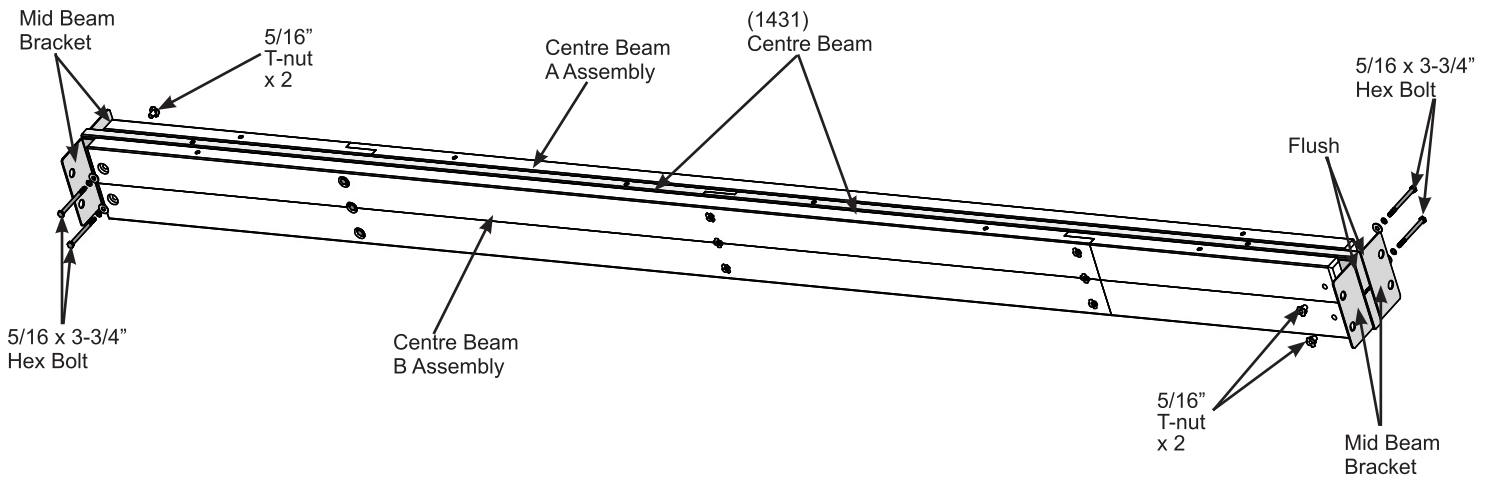 Mid Beam
Bracket
5/16”
T-nut
x 2
Centre Beam
A Assembly
(1431)
Centre Beam
5/16 x 3-3/4”
Hex Bolt
Flush
5/16 x 3-3/4”
Hex Bolt
Centre Beam
B Assembly
5/16”
T-nut
x 2
Mid Beam
Bracket